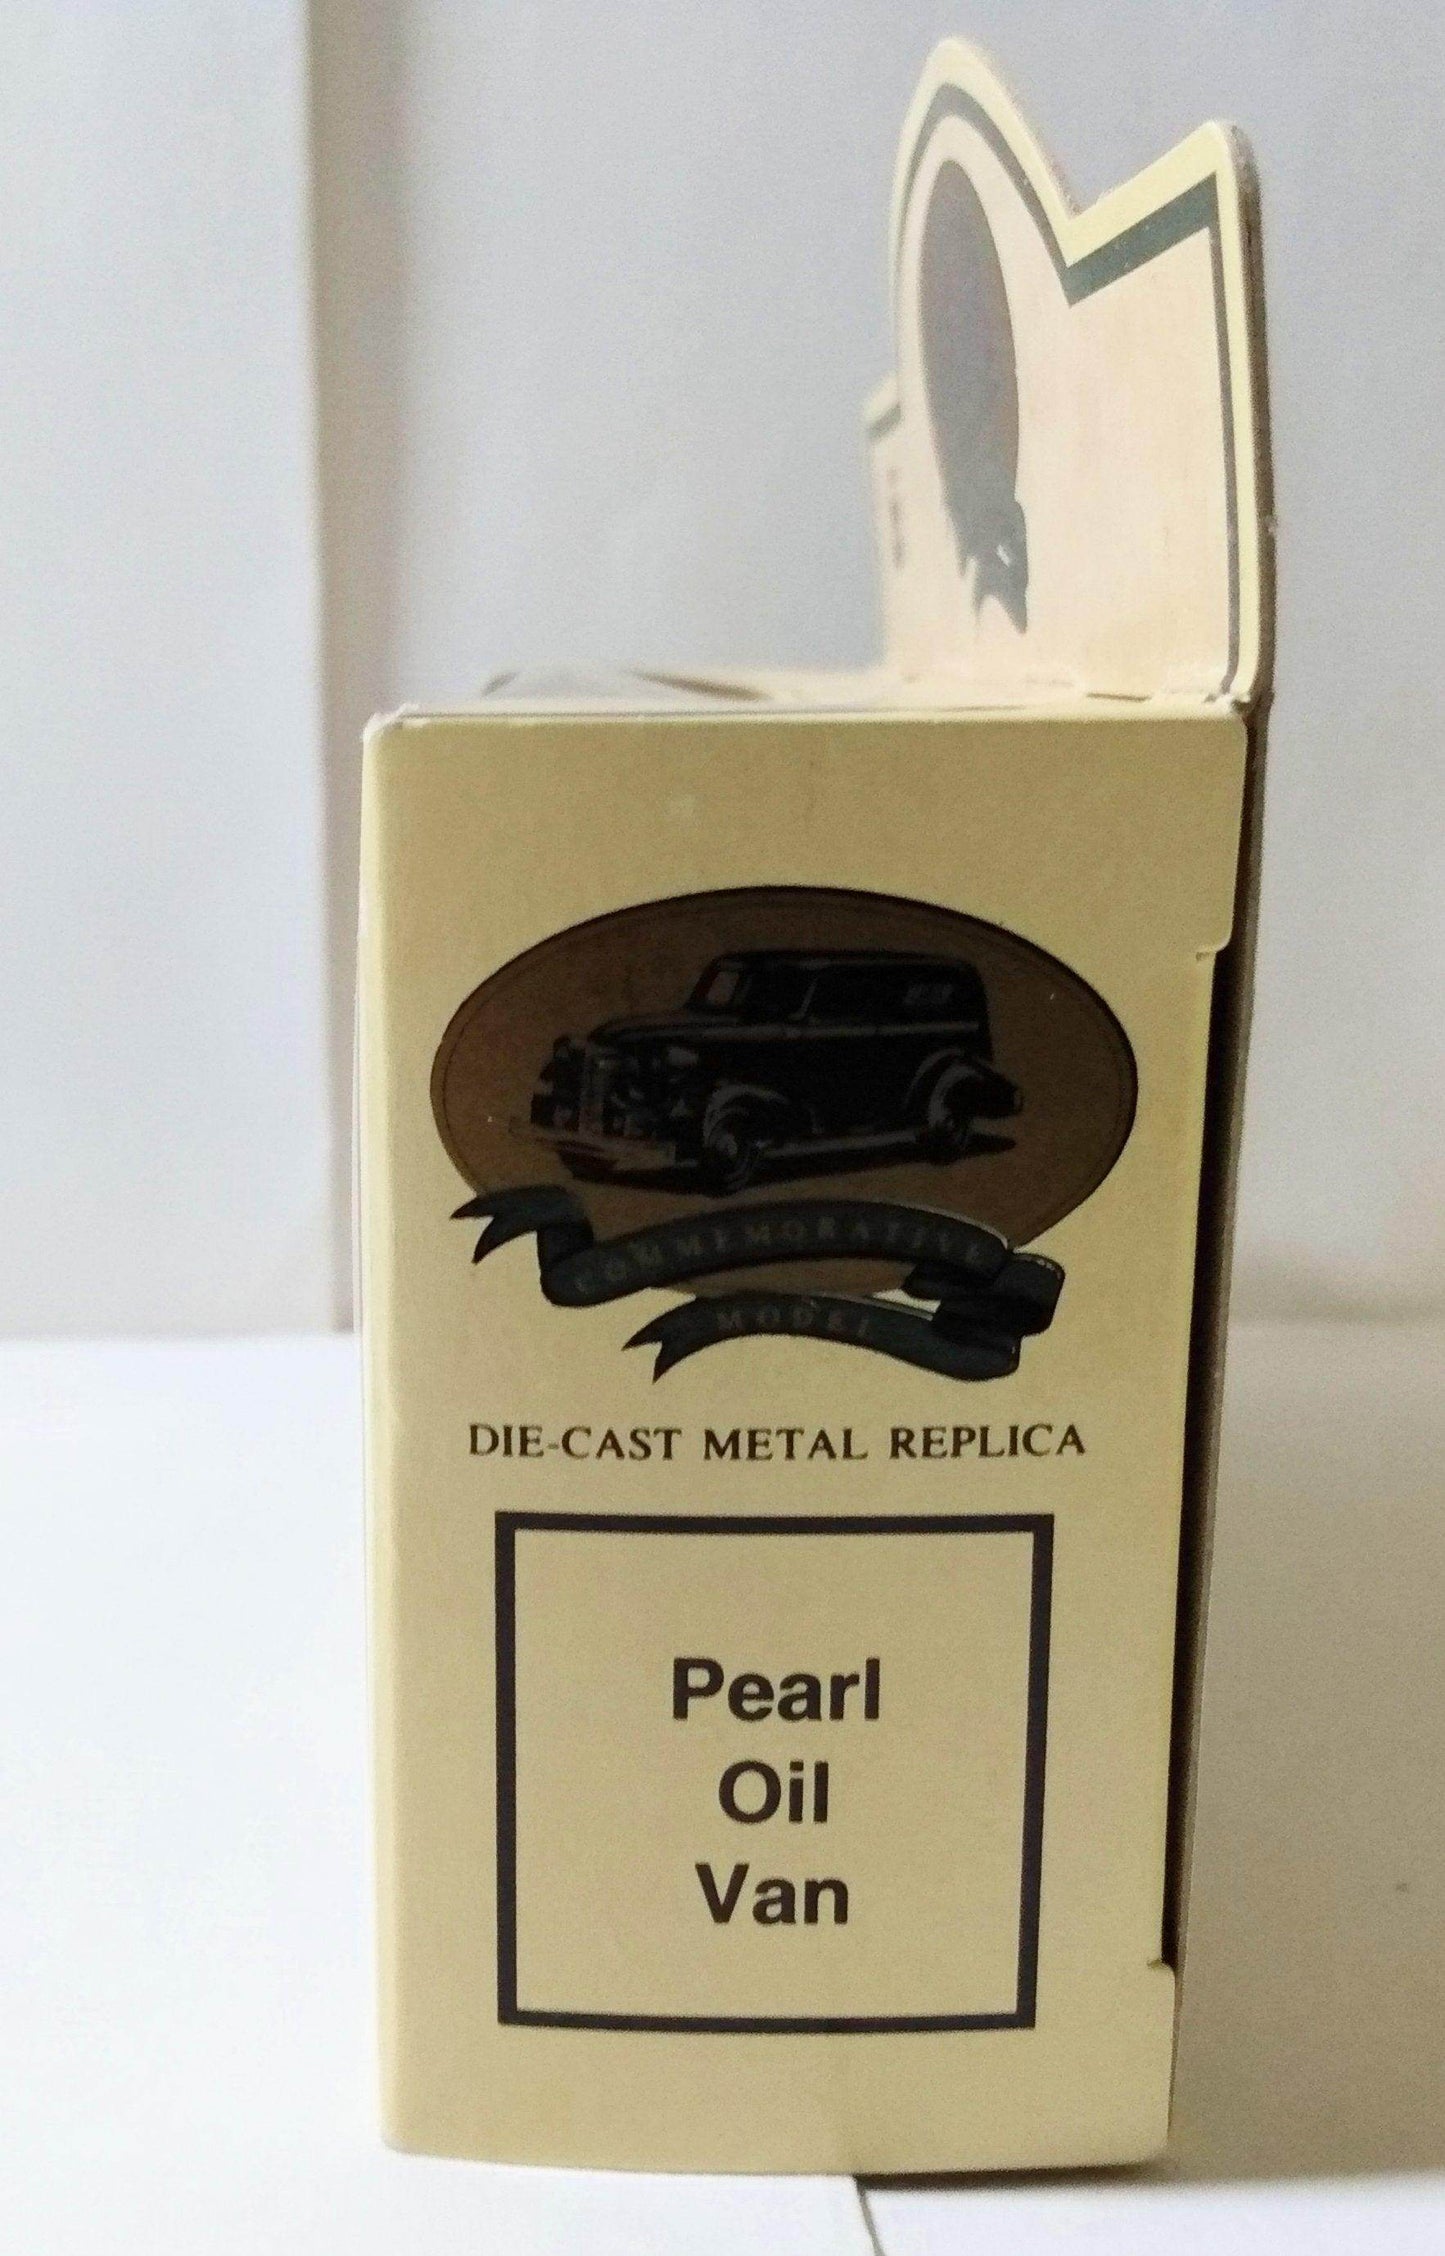 COMMEMORATIVE
MODEL
DIE-CAST METAL REPLICA
Pearl
Oil
Van